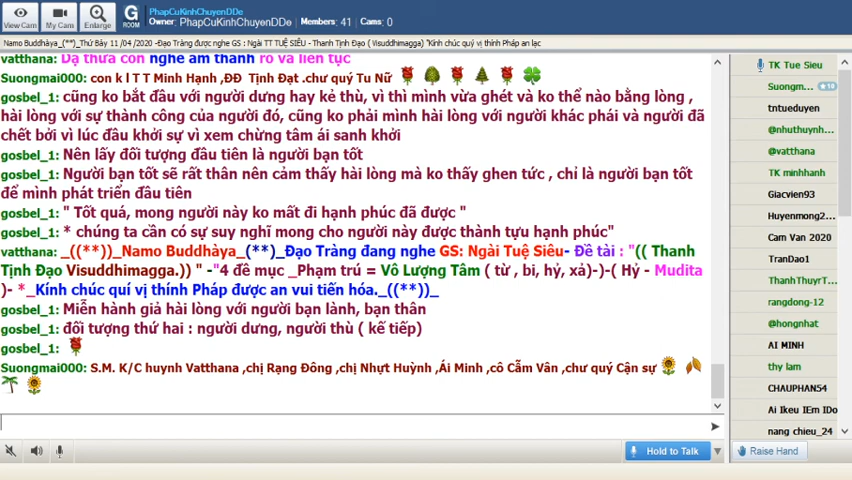 View Cam
My Cam
Enlarge
G
ROOM
PhapCuKinhChuyenDDe
Owner: PhapCuKinhChuyenDDe Members: 41 Cams: 0
Namo Buddhàya_(**)_Thứ Bảy 11 /04 /2020 -Đạo Tràng được nghe GS : Ngài TT TUỆ SIÊU - Thanh Tịnh Đạo ( Visuddhimagga) "Kính chúc quý vị thính Pháp an lạc
vatthana: Dạ thưa con nghe âm thanh rõ và liên tục
Suongmai000: con k l T T Minh Hạnh ,ĐĐ Tịnh Đạt .chư quý Tu Nữ
gosbel_1: cũng ko bắt đầu với người dưng hay kẻ thù, vì thì mình vừa ghét và ko thể nào bằng lòng ,
hài lòng với sự thành công của người đó, cũng ko phải mình hài lòng với người khác phái và người đã
chết bởi vì lúc đầu khởi sự vì xem chừng tâm ái sanh khởi
gosbel_1: Nên lấy đối tượng đầu tiên là người bạn tốt
gosbel_1: Người bạn tốt sẽ rất thân nên cảm thấy hài lòng mà ko thấy ghen tức , chỉ là người bạn tốt
để mình phát triển đầu tiên
gosbel_1: " Tốt quá, mong người này ko mất đi hạnh phúc đã được "
gosbel_1: * chúng ta cần có sự suy nghĩ mong cho người này được thành tựu hạnh phúc"
vatthana: _((**))_Namo Buddhàya_(**)_Đạo Tràng đang nghe GS: Ngài Tuệ Siêu- Đề tài : "(( Thanh
Tịnh Đạo Visuddhimagga.)) " -"4 đề mục _Phạm trú = Vô Lượng Tâm ( từ , bi, hỷ, xả)-)-( Hỷ - Mudita
)- *_Kính chúc quí vị thính Pháp được an vui tiến hóa._((**))_
gosbel_1: Miễn hành giả hài lòng với người bạn lành, bạn thân
gosbel_1: đối tượng thứ hai : người dưng, người thù ( kế tiếp)
gosbel_1:
Suongmai000: S.M. K/C huynh Vatthana ,chị Rạng Đông ,chị Nhựt Huỳnh ,Ái Minh ,cô Cẩm Vân ,chư quý Cận sự
Hold to Talk
TK Tue Sieu
Suongm... 10
tntueduyen
@nhuthuynh...
@vatthana
TK minhhanh
Giacvien93
Huyenmong2...
Cam Van 2020
TranDao1
ThanhThuyrT...
rangdong-12
@hongnhat
AI MINH
thy lam
CHAUPHAN54
Ai Ikeu IEm IDo
nang chieu_24
Raise Hand